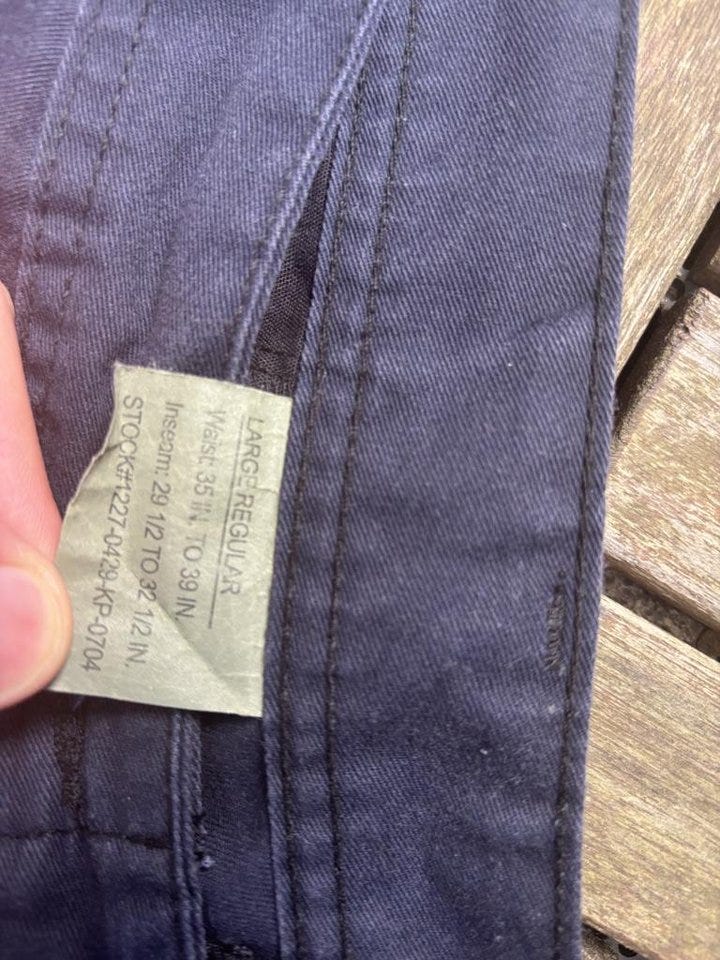 LARGE-REGULAR
Waist: 35 IN. TO 39 IN.
Inseam: 29 1/2 TO 32 1/2 IN.
STOCK#1227-0429-KP-0704